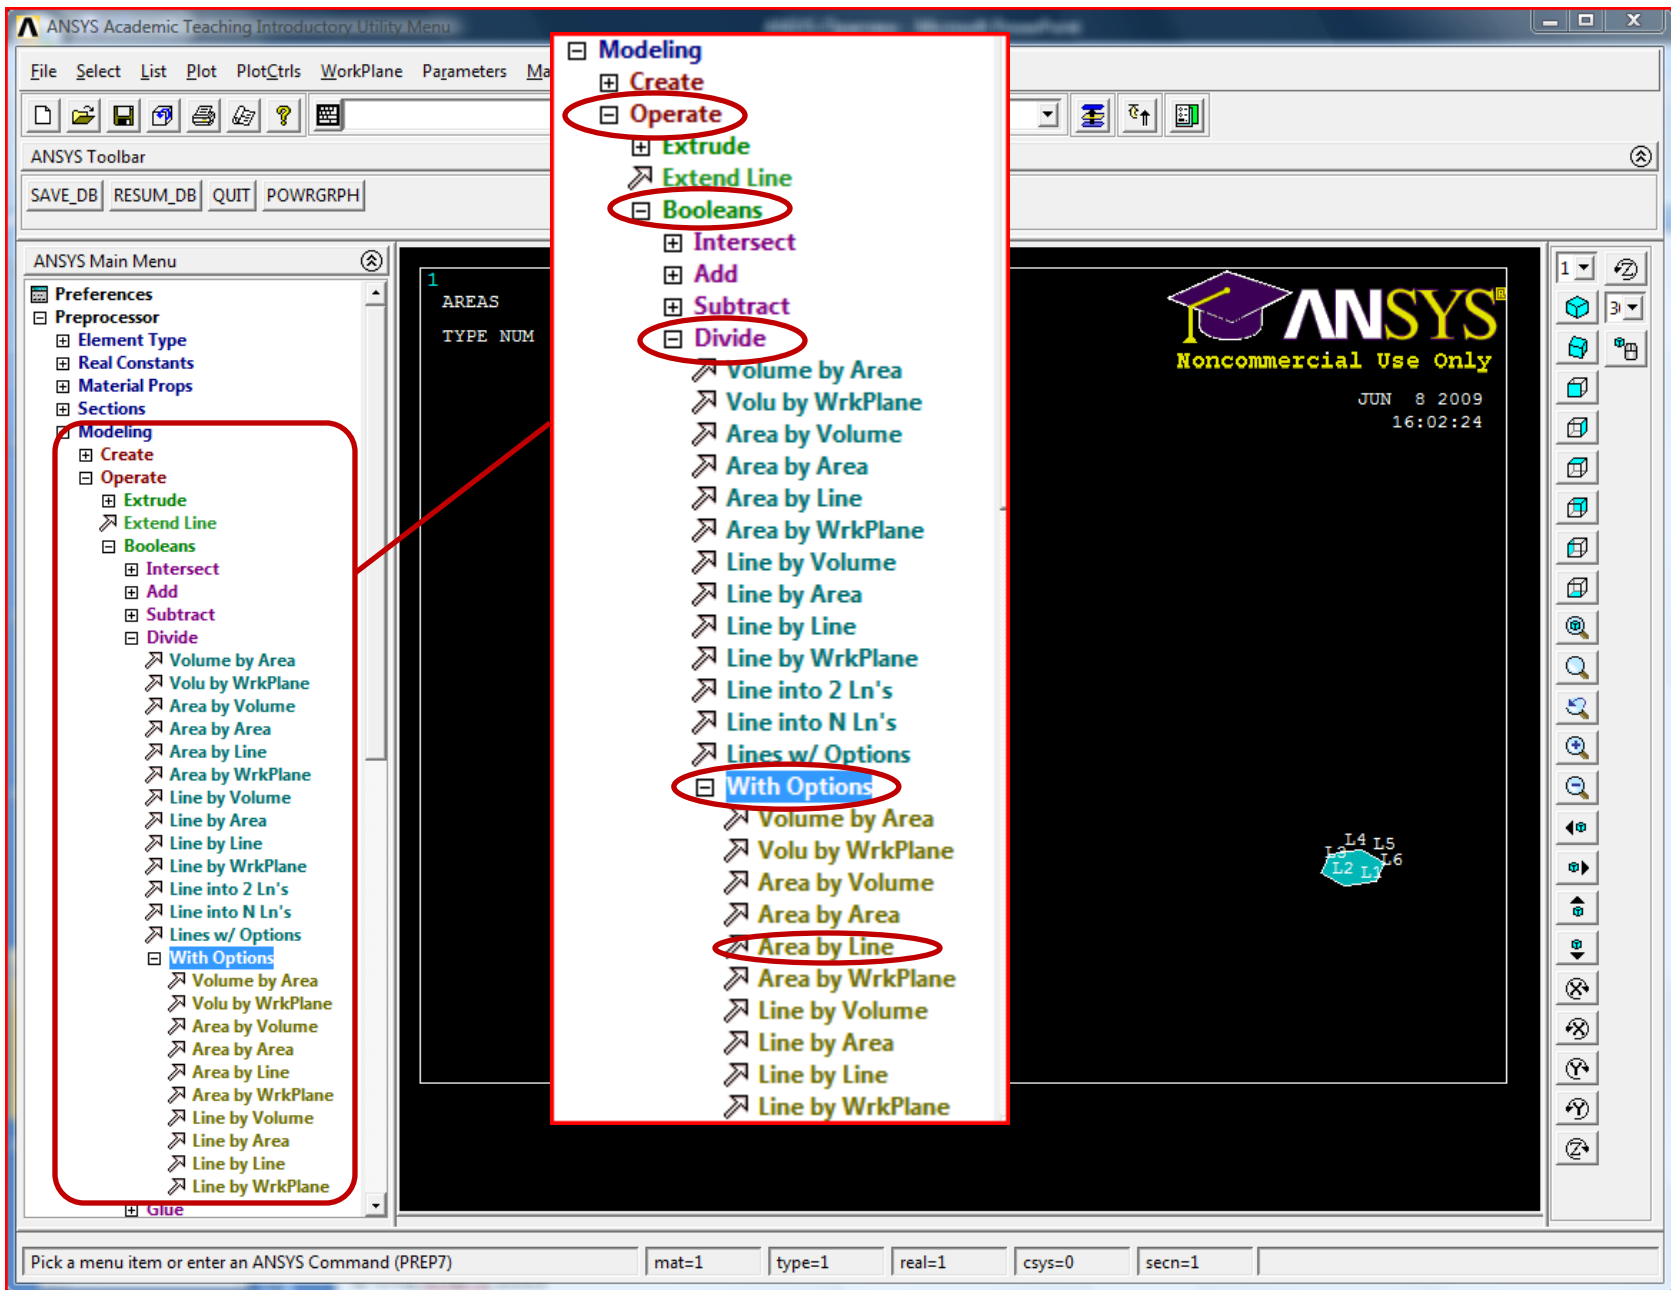 ANSYS Academic Teaching Introductory Utility Menu
File Select List Plot PlotCtrls WorkPlane Parameters Ma
ANSYS Toolbar
SAVE_DB RESUM_DB QUIT POWRGRPH
ANSYS Main Menu
Preferences
Preprocessor
Element Type
Real Constants
Material Props
Sections
Modeling
Create
Operate
Extrude
Extend Line
Booleans
Intersect
Add
Subtract
Divide
Volume by Area
Volu by WrkPlane
Area by Volume
Area by Area
Area by Line
Area by WrkPlane
Line by Volume
Line by Area
Line by Line
Line by WrkPlane
Line into 2 Ln's
Line into N Ln's
Lines w/ Options
With Options
Volume by Area
Volu by WrkPlane
Area by Volume
Area by Area
Area by Line
Area by WrkPlane
Line by Volume
Line by Area
Line by Line
Line by WrkPlane
Glue
Modeling
Create
Operate
Extrude
Extend Line
Booleans
Intersect
Add
Subtract
Divide
Volume by Area
Volu by WrkPlane
Area by Volume
Area by Area
Area by Line
Area by WrkPlane
Line by Volume
Line by Area
Line by Line
Line by WrkPlane
Line into 2 Ln's
Line into N Ln's
Lines w/ Options
With Options
Volume by Area
Volu by WrkPlane
Area by Volume
Area by Area
Area by Line
Area by WrkPlane
Line by Volume
Line by Area
Line by Line
Line by WrkPlane
1
AREAS
TYPE NUM
ANSYS®
Noncommercial Use Only
JUN 8 2009
16:02:24
L4 L5
L3 L6
L2 L1
1
Pick a menu item or enter an ANSYS Command (PREP7)
mat=1
type=1
real=1
csys=0
secn=1